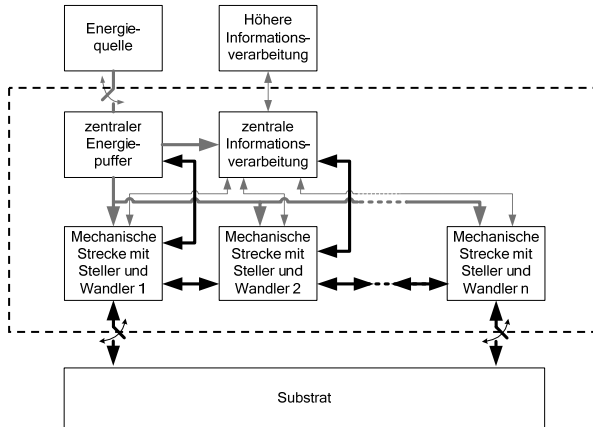 Energie-
quelle
Höhere
Informations-
verarbeitung
zentraler
Energie-
puffer
zentrale
Informations-
verarbeitung
Mechanische
Strecke mit
Steller und
Wandler 1
Mechanische
Strecke mit
Steller und
Wandler 2
Mechanische
Strecke mit
Steller und
Wandler n
Substrat